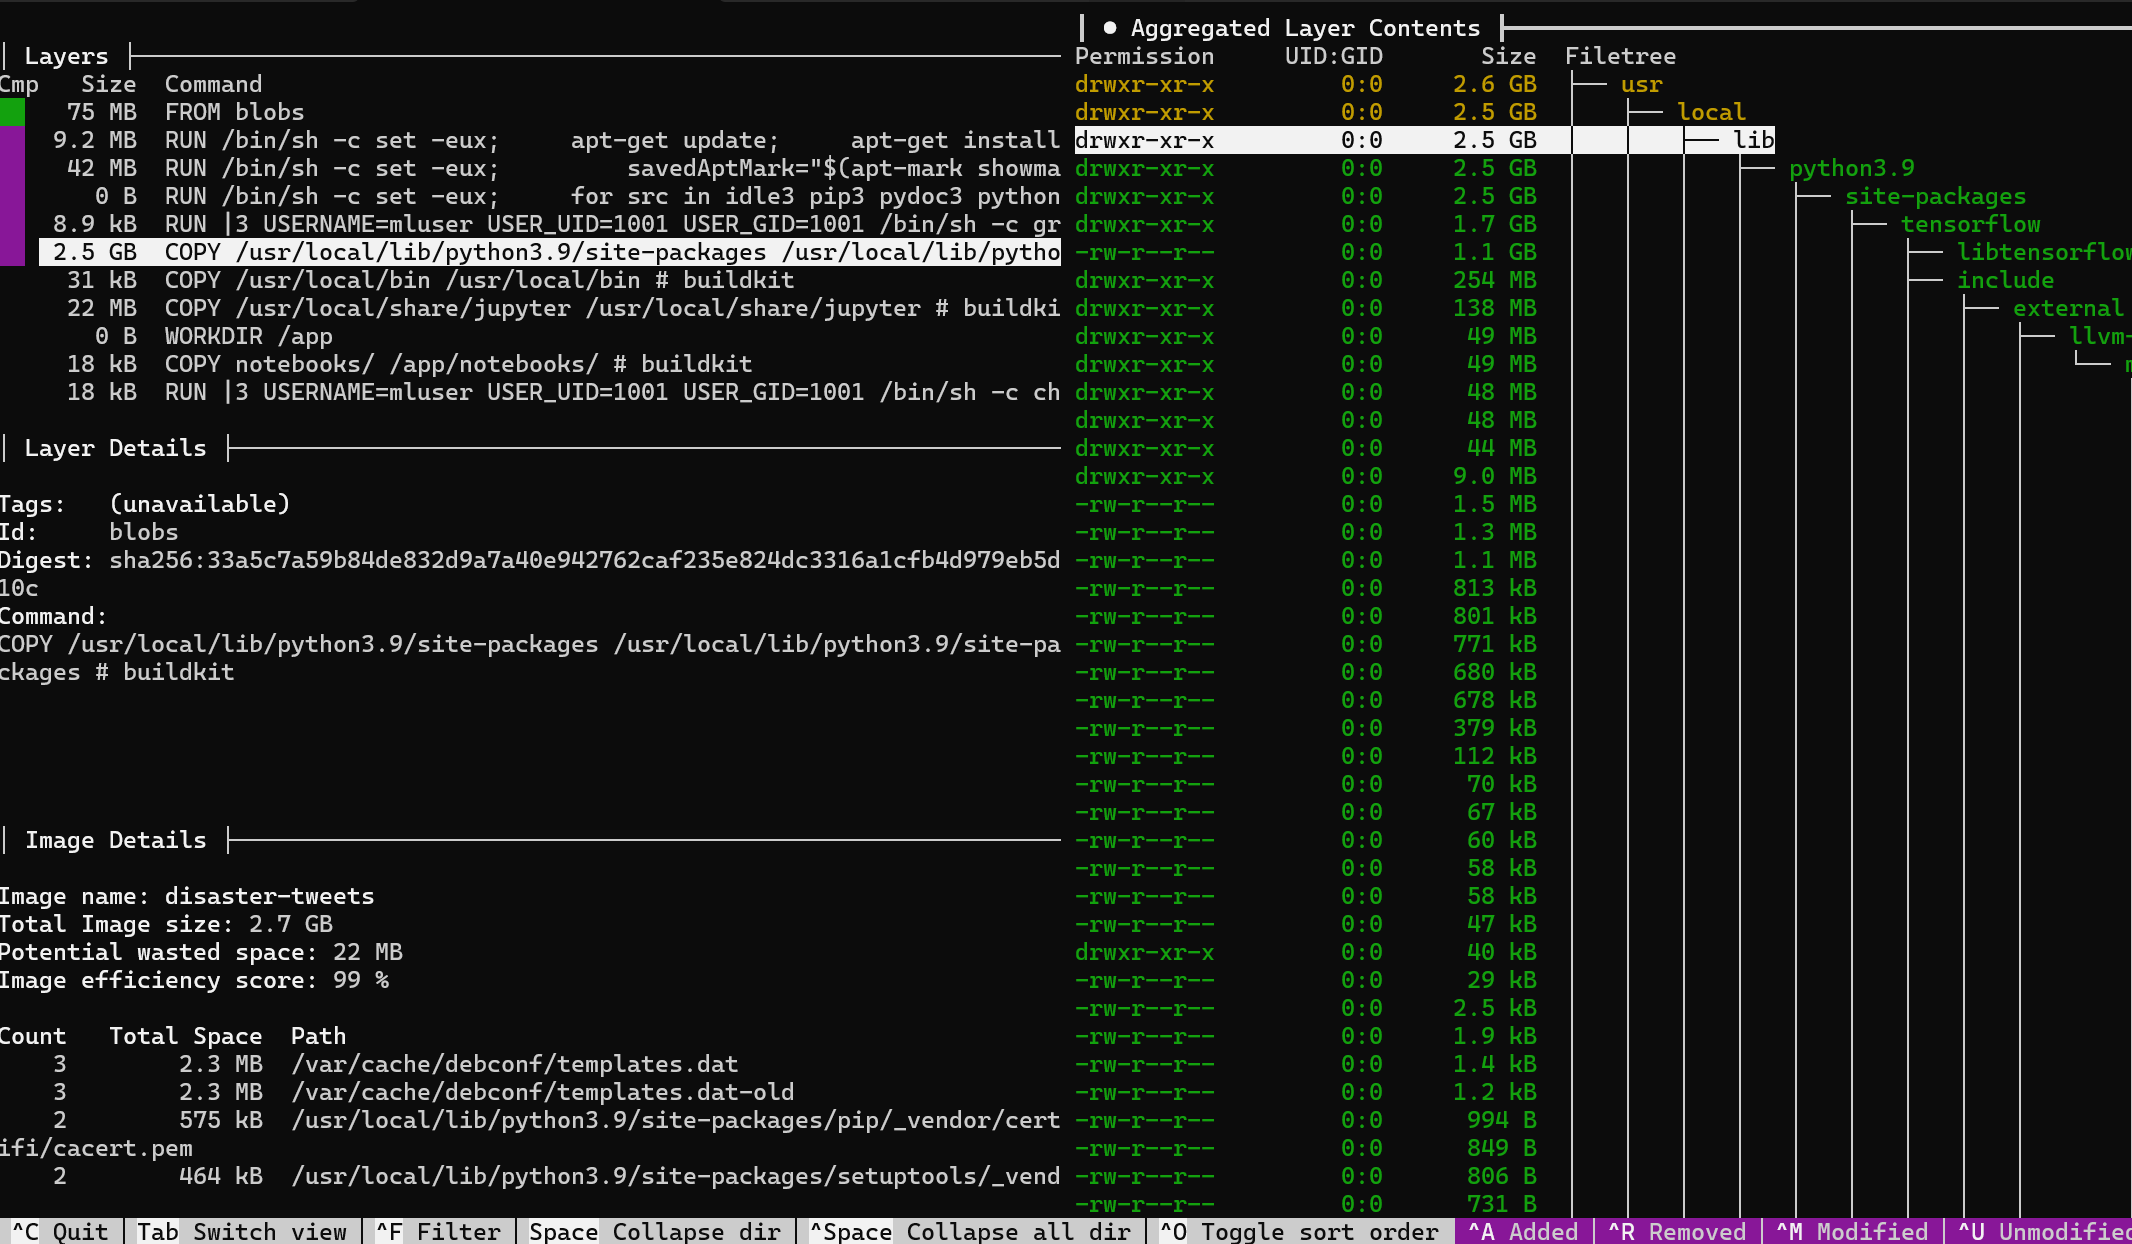 Layers
Cmp Size Command
75 MB FROM blobs
9.2 MB RUN /bin/sh -c set -eux; apt-get update; apt-get install
42 MB RUN /bin/sh -c set -eux; savedAptMark="$(apt-mark showma
0 B RUN /bin/sh -c set -eux; for src in idle3 pip3 pydoc3 python
8.9 kB RUN |3 USERNAME=mluser USER_UID=1001 USER_GID=1001 /bin/sh -c gr
2.5 GB COPY /usr/local/lib/python3.9/site-packages /usr/local/lib/pytho
31 kB COPY /usr/local/bin /usr/local/bin # buildkit
22 MB COPY /usr/local/share/jupyter /usr/local/share/jupyter # buildki
0 B WORKDIR /app
18 kB COPY notebooks/ /app/notebooks/ # buildkit
18 kB RUN |3 USERNAME=mluser USER_UID=1001 USER_GID=1001 /bin/sh -c ch
Layer Details
Tags: (unavailable)
Id: blobs
Digest: sha256:33a5c7a59b84de832d9a7a40e942762caf235e824dc3316a1cfb4d979eb5d
10c
Command:
COPY /usr/local/lib/python3.9/site-packages /usr/local/lib/python3.9/site-pa
ckages # buildkit
Image Details
Image name: disaster-tweets
Total Image size: 2.7 GB
Potential wasted space: 22 MB
Image efficiency score: 99 %
Count Total Space Path
3 2.3 MB /var/cache/debconf/templates.dat
3 2.3 MB /var/cache/debconf/templates.dat-old
2 575 kB /usr/local/lib/python3.9/site-packages/pip/_vendor/cert
ifi/cacert.pem
2 464 kB /usr/local/lib/python3.9/site-packages/setuptools/_vend
● Aggregated Layer Contents
Permission UID:GID Size Filetree
drwxr-xr-x 0:0 2.6 GB usr
drwxr-xr-x 0:0 2.5 GB local
drwxr-xr-x 0:0 2.5 GB lib
drwxr-xr-x 0:0 2.5 GB python3.9
drwxr-xr-x 0:0 2.5 GB site-packages
drwxr-xr-x 0:0 1.7 GB tensorflow
-rw-r--r-- 0:0 1.1 GB libtensorflow
drwxr-xr-x 0:0 254 MB include
drwxr-xr-x 0:0 138 MB external
drwxr-xr-x 0:0 49 MB llvm-
drwxr-xr-x 0:0 49 MB
drwxr-xr-x 0:0 48 MB
drwxr-xr-x 0:0 48 MB
drwxr-xr-x 0:0 44 MB
drwxr-xr-x 0:0 9.0 MB
-rw-r--r-- 0:0 1.5 MB
-rw-r--r-- 0:0 1.3 MB
-rw-r--r-- 0:0 1.1 MB
-rw-r--r-- 0:0 813 kB
-rw-r--r-- 0:0 801 kB
-rw-r--r-- 0:0 771 kB
-rw-r--r-- 0:0 680 kB
-rw-r--r-- 0:0 678 kB
-rw-r--r-- 0:0 379 kB
-rw-r--r-- 0:0 112 kB
-rw-r--r-- 0:0 70 kB
-rw-r--r-- 0:0 67 kB
-rw-r--r-- 0:0 60 kB
-rw-r--r-- 0:0 58 kB
-rw-r--r-- 0:0 58 kB
-rw-r--r-- 0:0 47 kB
drwxr-xr-x 0:0 40 kB
-rw-r--r-- 0:0 29 kB
-rw-r--r-- 0:0 2.5 kB
-rw-r--r-- 0:0 1.9 kB
-rw-r--r-- 0:0 1.4 kB
-rw-r--r-- 0:0 1.2 kB
-rw-r--r-- 0:0 994 B
-rw-r--r-- 0:0 849 B
-rw-r--r-- 0:0 806 B
-rw-r--r-- 0:0 731 B
^C Quit | Tab Switch view | ^F Filter | Space Collapse dir | ^Space Collapse all dir | ^O Toggle sort order ^A Added | ^R Removed | ^M Modified | ^U Unmodified